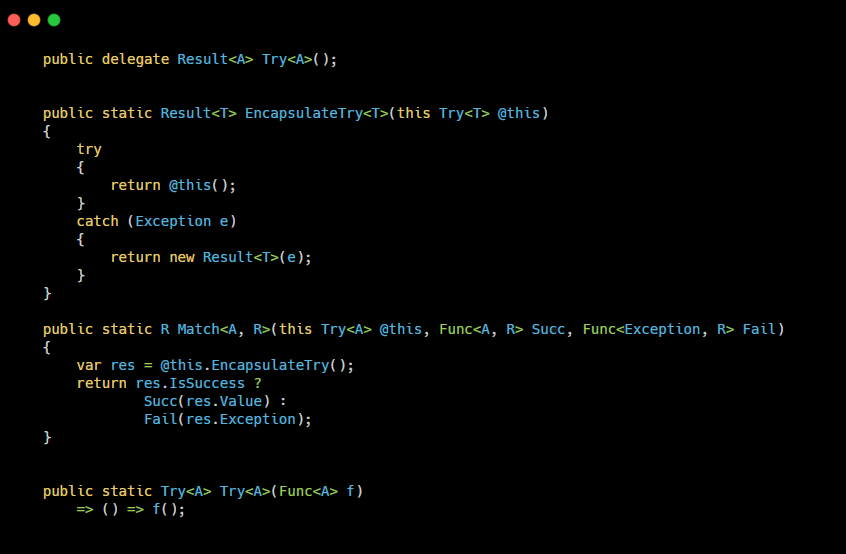 public delegate Result<A> Try<A>();
public static Result<T> EncapsulateTry<T>(this Try<T> @this)
{
try
{
return @this();
}
catch (Exception e)
{
return new Result<T>(e);
}
}
public static R Match<A, R>(this Try<A> @this, Func<A, R> Succ, Func<Exception, R> Fail)
{
var res = @this.EncapsulateTry();
return res.IsSuccess ?
Succ(res.Value) :
Fail(res.Exception);
}
public static Try<A> Try<A>(Func<A> f)
=> () => f();